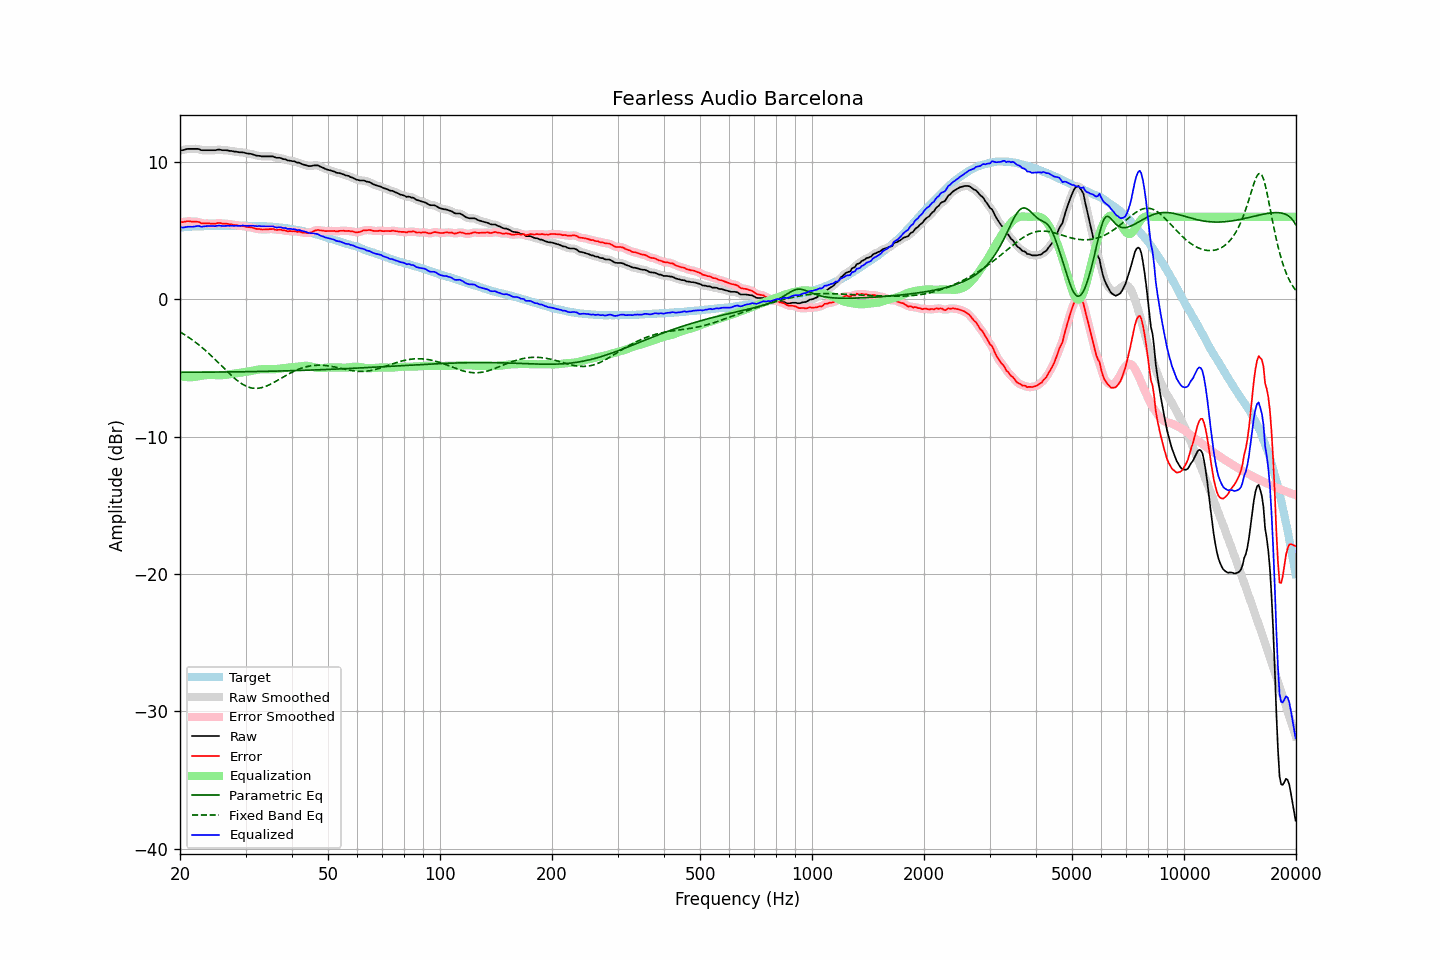 Fearless Audio Barcelona
10
0
−10
−20
−30
−40
Amplitude (dBr)
Target
Raw Smoothed
Error Smoothed
Raw
Error
Equalization
Parametric Eq
Fixed Band Eq
Equalized
20 50 100 200 500 1000 2000 5000 10000 20000
Frequency (Hz)